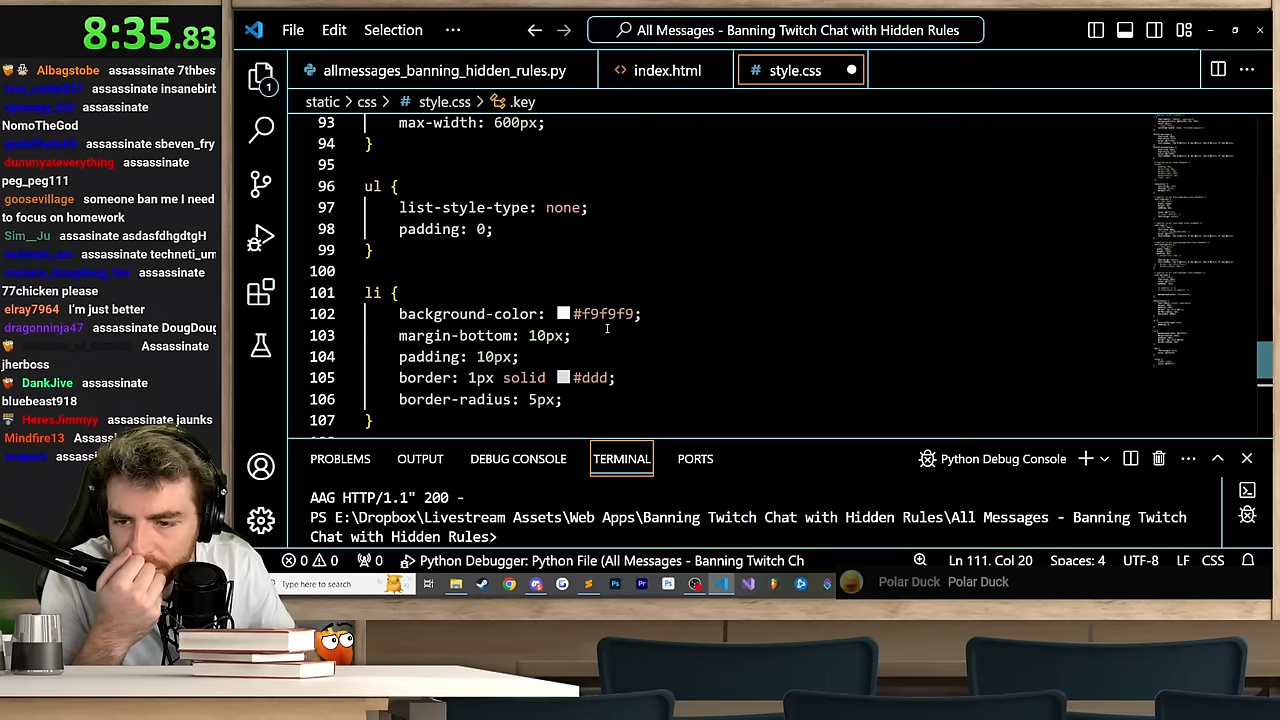 8:35.83
Albagstobe assassinate 7thbes
assassinate insanebirb
assassinate
NomoTheGod
assassinate sbeven_fry
dummyateverything assassinate
peg_peg111
goosevillage someone ban me I need
to focus on homework
Sim__Ju assasinate asdasfdhgdtgH
assassinate techneti_um
assassinate
77chicken please
elray7964 I'm just better
dragonninja47 assassinate DougDoug
Assassinate
jherboss
DankJive assassinate
bluebeast918
HeresJimmyy assassinate jaunks
Mindfire13 Assass
assass
File Edit Selection ··· All Messages - Banning Twitch Chat with Hidden Rules
allmessages_banning_hidden_rules.py index.html # style.css
static > css > # style.css > .key
93 max-width: 600px;
94 }
95
96 ul {
97 list-style-type: none;
98 padding: 0;
99 }
100
101 li {
102 background-color: #f9f9f9;
103 margin-bottom: 10px;
104 padding: 10px;
105 border: 1px solid #ddd;
106 border-radius: 5px;
107 }
PROBLEMS OUTPUT DEBUG CONSOLE TERMINAL PORTS Python Debug Console
AAG HTTP/1.1" 200 -
PS E:\Dropbox\Livestream Assets\Web Apps\Banning Twitch Chat with Hidden Rules\All Messages - Banning Twitch
Chat with Hidden Rules>
0 0 0 Python Debugger: Python File (All Messages - Banning Twitch Ch Ln 111, Col 20 Spaces: 4 UTF-8 LF CSS
Type here to search Polar Duck Polar Duck